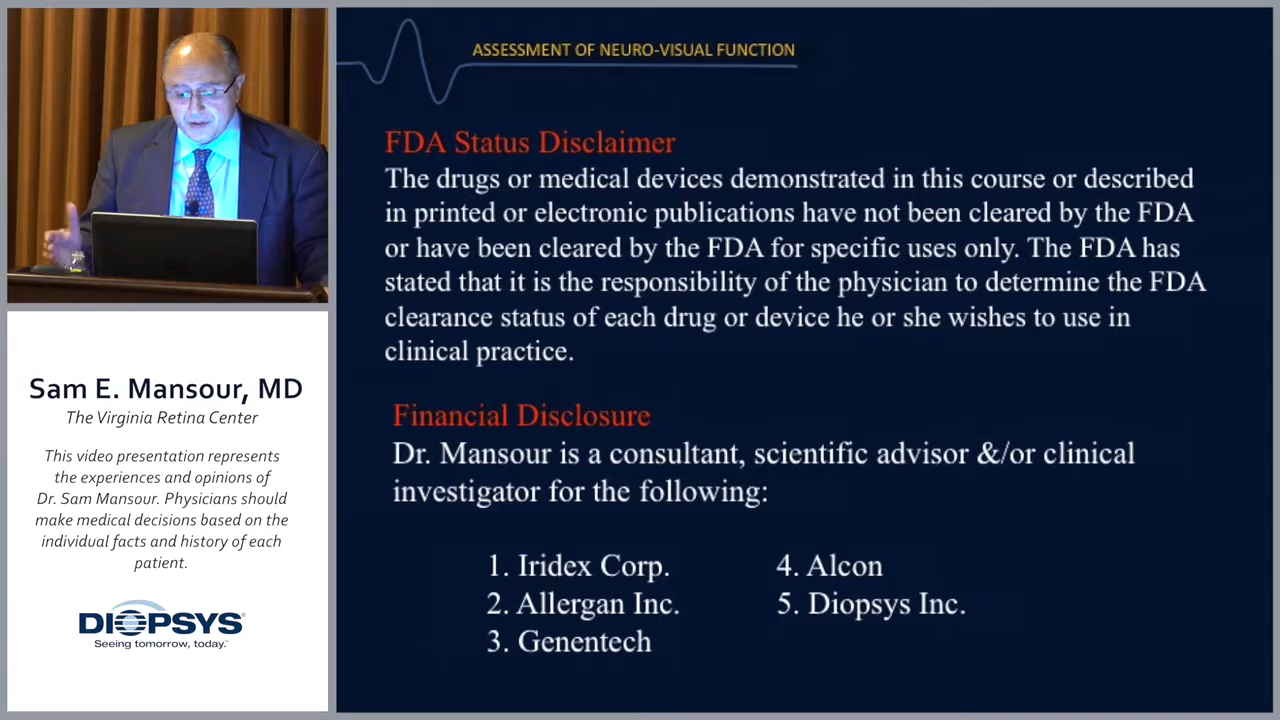 ASSESSMENT OF NEURO-VISUAL FUNCTION
FDA Status Disclaimer
The drugs or medical devices demonstrated in this course or described
in printed or electronic publications have not been cleared by the FDA
or have been cleared by the FDA for specific uses only. The FDA has
stated that it is the responsibility of the physician to determine the FDA
clearance status of each drug or device he or she wishes to use in
clinical practice.
Financial Disclosure
Dr. Mansour is a consultant, scientific advisor &/or clinical
investigator for the following:
1. Iridex Corp.
2. Allergan Inc.
3. Genentech
4. Alcon
5. Diopsys Inc.
Sam E. Mansour, MD
The Virginia Retina Center
This video presentation represents
the experiences and opinions of
Dr. Sam Mansour. Physicians should
make medical decisions based on the
individual facts and history of each
patient.
DIOPSYS®
Seeing tomorrow, today.™